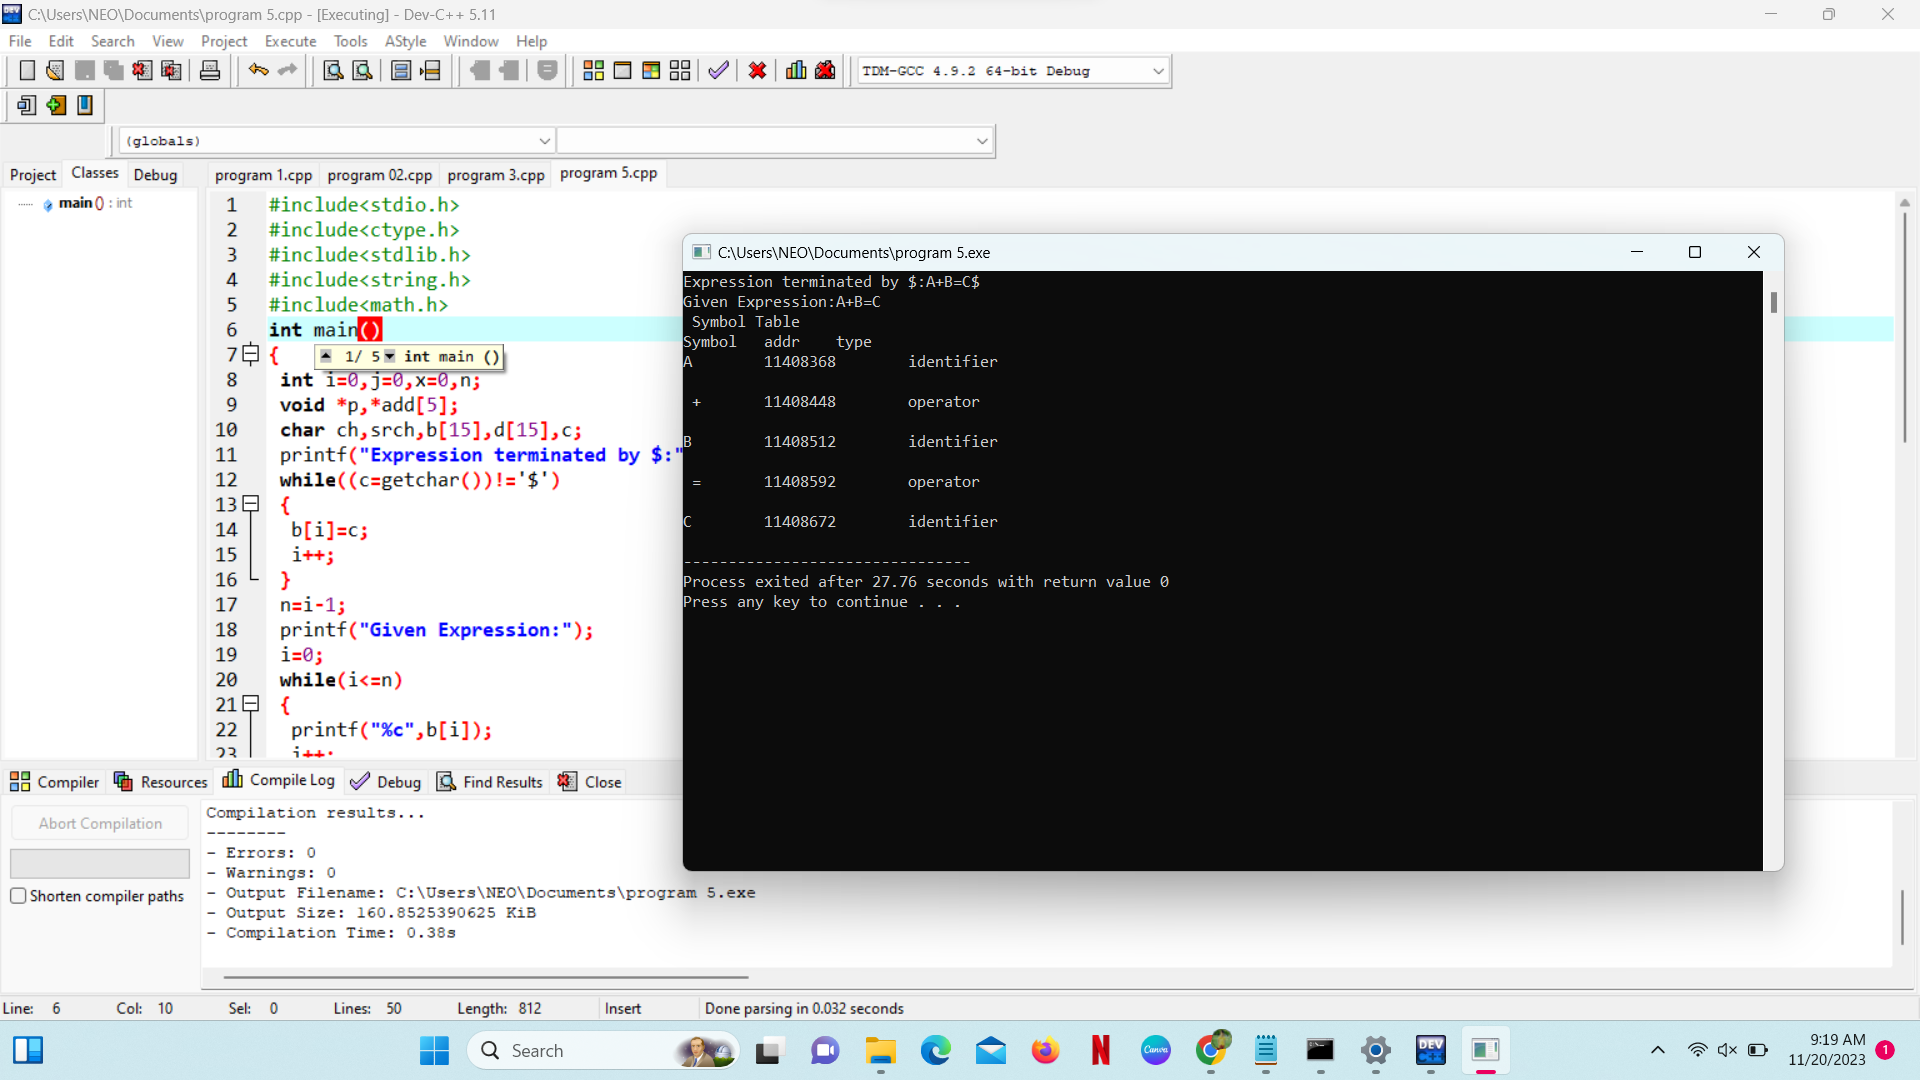 C:\Users\NEO\Documents\program 5.cpp - [Executing] - Dev-C++ 5.11
File Edit Search View Project Execute Tools AStyle Window Help
TDM-GCC 4.9.2 64-bit Debug
(globals)
Project Classes Debug
program 1.cpp program 02.cpp program 3.cpp program 5.cpp
main () : int
1 #include<stdio.h>
2 #include<ctype.h>
3 #include<stdlib.h>
4 #include<string.h>
5 #include<math.h>
6 int main()
7 {
1/ 5 int main ()
8 int i=0,j=0,x=0,n;
9 void *p,*add[5];
10 char ch,srch,b[15],d[15],c;
11 printf("Expression terminated by $:"
12 while((c=getchar())!='$')
13 {
14 b[i]=c;
15 i++;
16 }
17 n=i-1;
18 printf("Given Expression:");
19 i=0;
20 while(i<=n)
21 {
22 printf("%c",b[i]);
23 i++;
C:\Users\NEO\Documents\program 5.exe
Expression terminated by $:A+B=C$
Given Expression:A+B=C
Symbol Table
Symbol addr type
A 11408368 identifier
+ 11408448 operator
B 11408512 identifier
= 11408592 operator
C 11408672 identifier
--------------------------------
Process exited after 27.76 seconds with return value 0
Press any key to continue . . .
Compiler Resources Compile Log Debug Find Results Close
Abort Compilation
Shorten compiler paths
Compilation results...
--------
- Errors: 0
- Warnings: 0
- Output Filename: C:\Users\NEO\Documents\program 5.exe
- Output Size: 160.8525390625 KiB
- Compilation Time: 0.38s
Line: 6 Col: 10 Sel: 0 Lines: 50 Length: 812 Insert Done parsing in 0.032 seconds
Search
Canva
DEV C++
9:19 AM
11/20/2023
1